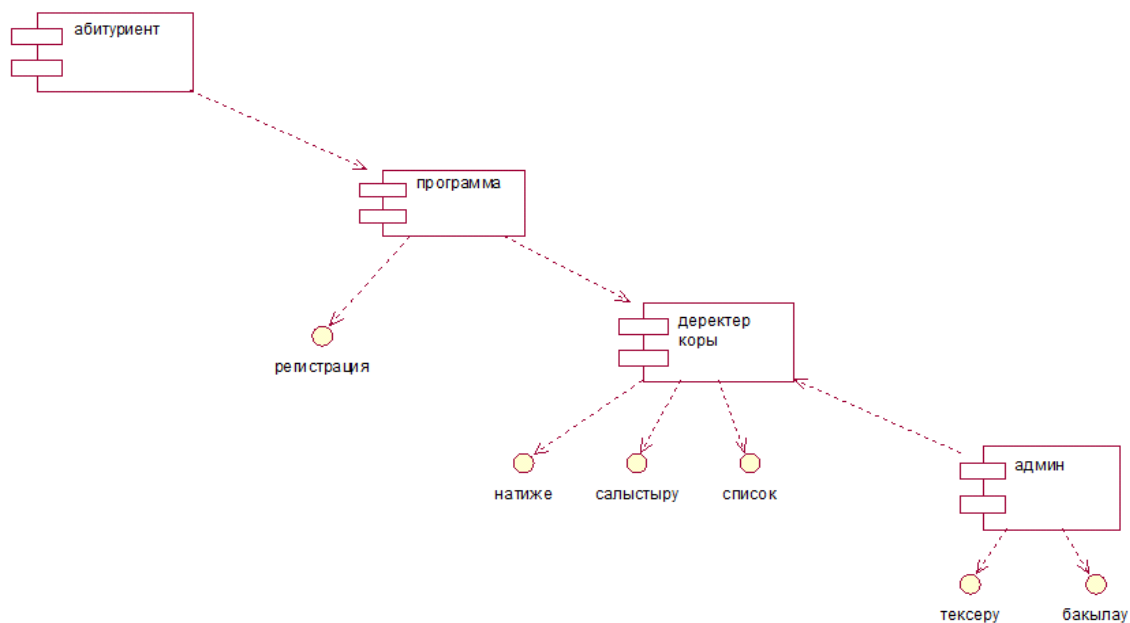 абитуриент
программа
регистрация
деректер
коры
натиже
салыстыру
список
админ
тексеру
бакылау